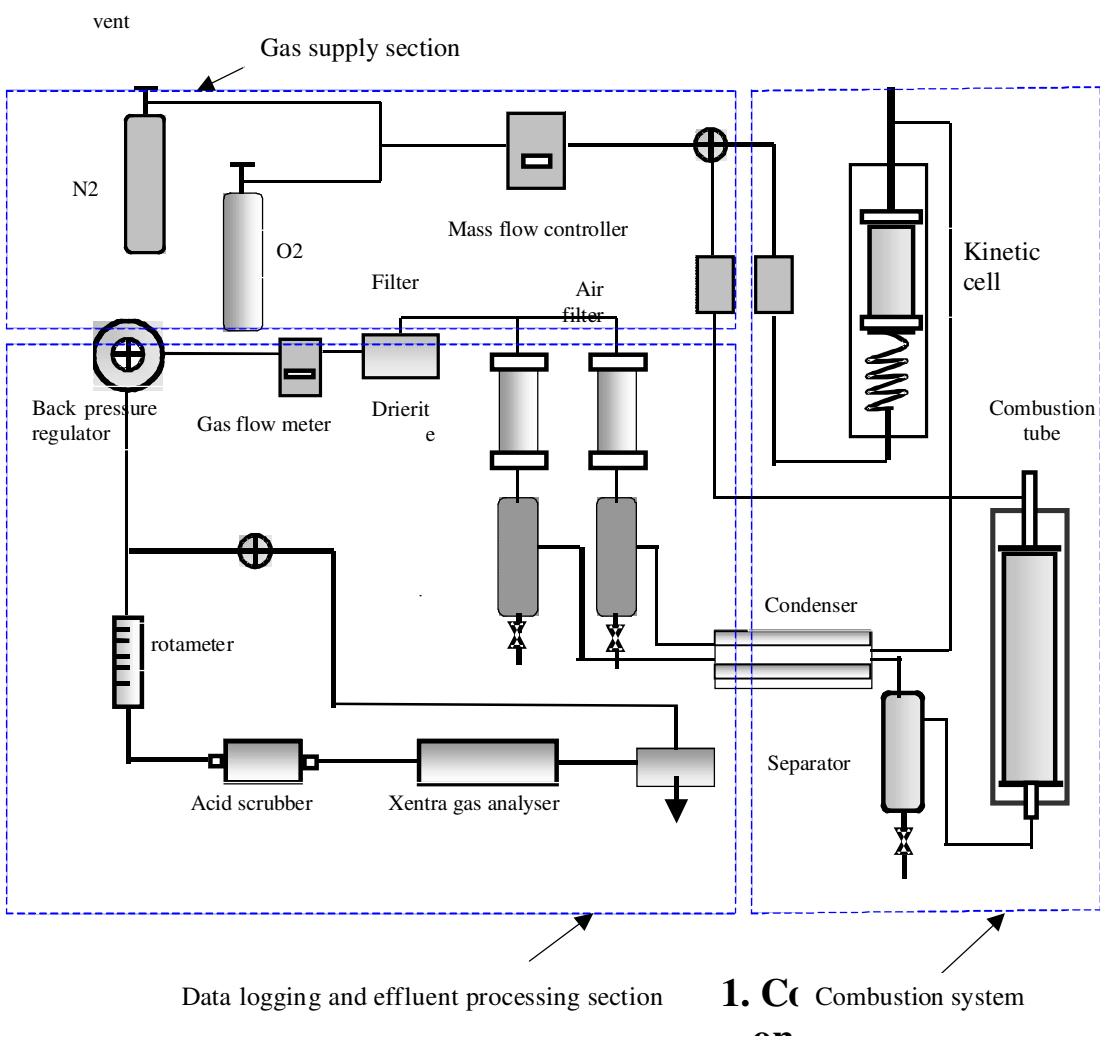 vent
Gas supply section
N2
O2
Mass flow controller
Filter
Air
filter
Kinetic
cell
Back pressure
regulator
Gas flow meter
Drierit
e
Combustion
tube
Condenser
rotameter
Separator
Acid scrubber
Xentra gas analyser
Data logging and effluent processing section
1. C
Combustion system